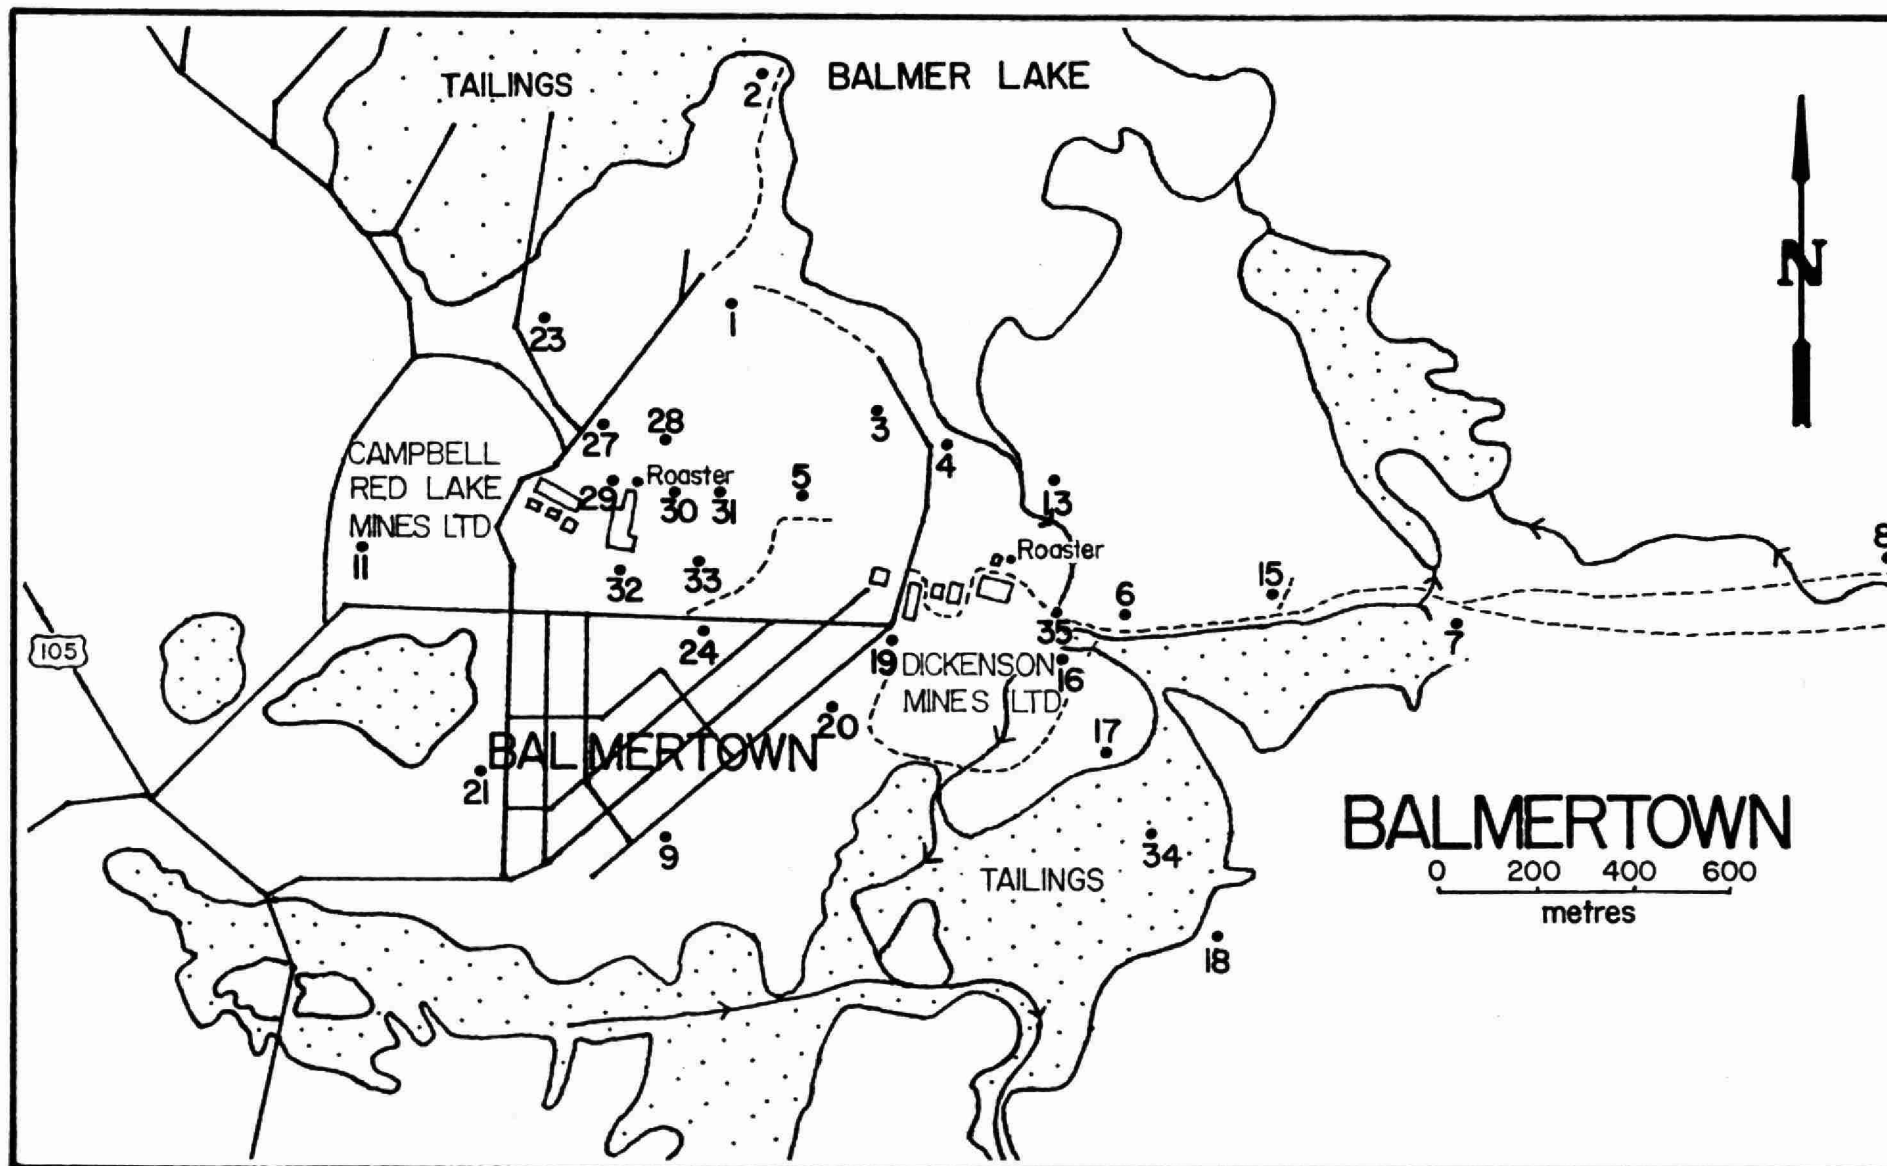 TAILINGS
BALMER LAKE
2
N
1
23
28
27
3
4
CAMPBELL
RED LAKE
MINES LTD
Roaster
5
29
30
31
13
11
Roaster
8
32
33
6
15
105
24
19
35
7
DICKENSON
MINES LTD
16
20
17
BALMERTOWN
21
BALMERTOWN
9
34
0 200 400 600
metres
TAILINGS
18